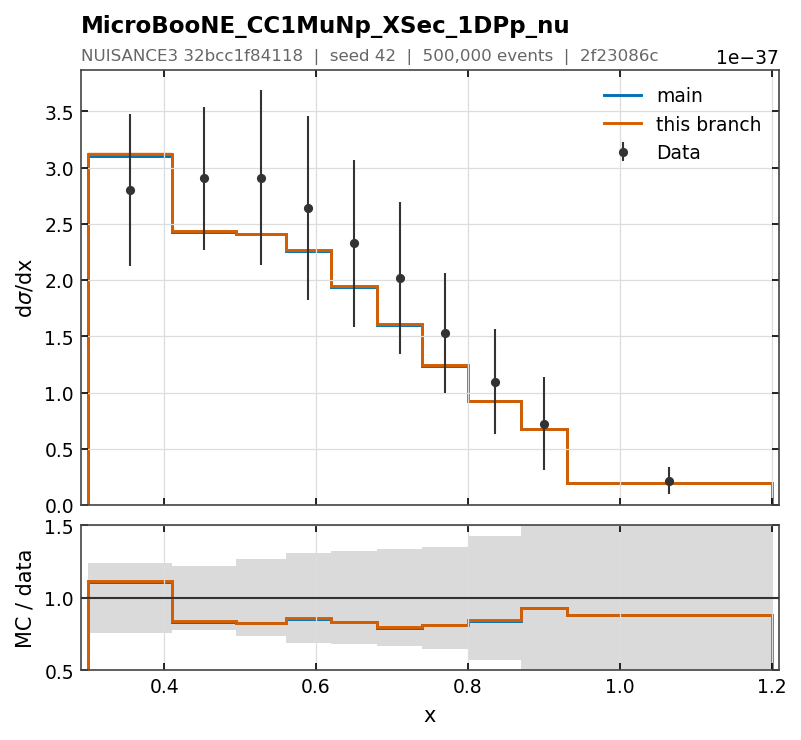 MicroBooNE_CC1MuNp_XSec_1DPp_nu
NUISANCE3 32bcc1f84118 | seed 42 | 500,000 events | 2f23086c
1e−37
main
this branch
Data
dσ/dx
3.5
3.0
2.5
2.0
1.5
1.0
0.5
0.0
MC / data
1.5
1.0
0.5
0.4 0.6 0.8 1.0 1.2
x